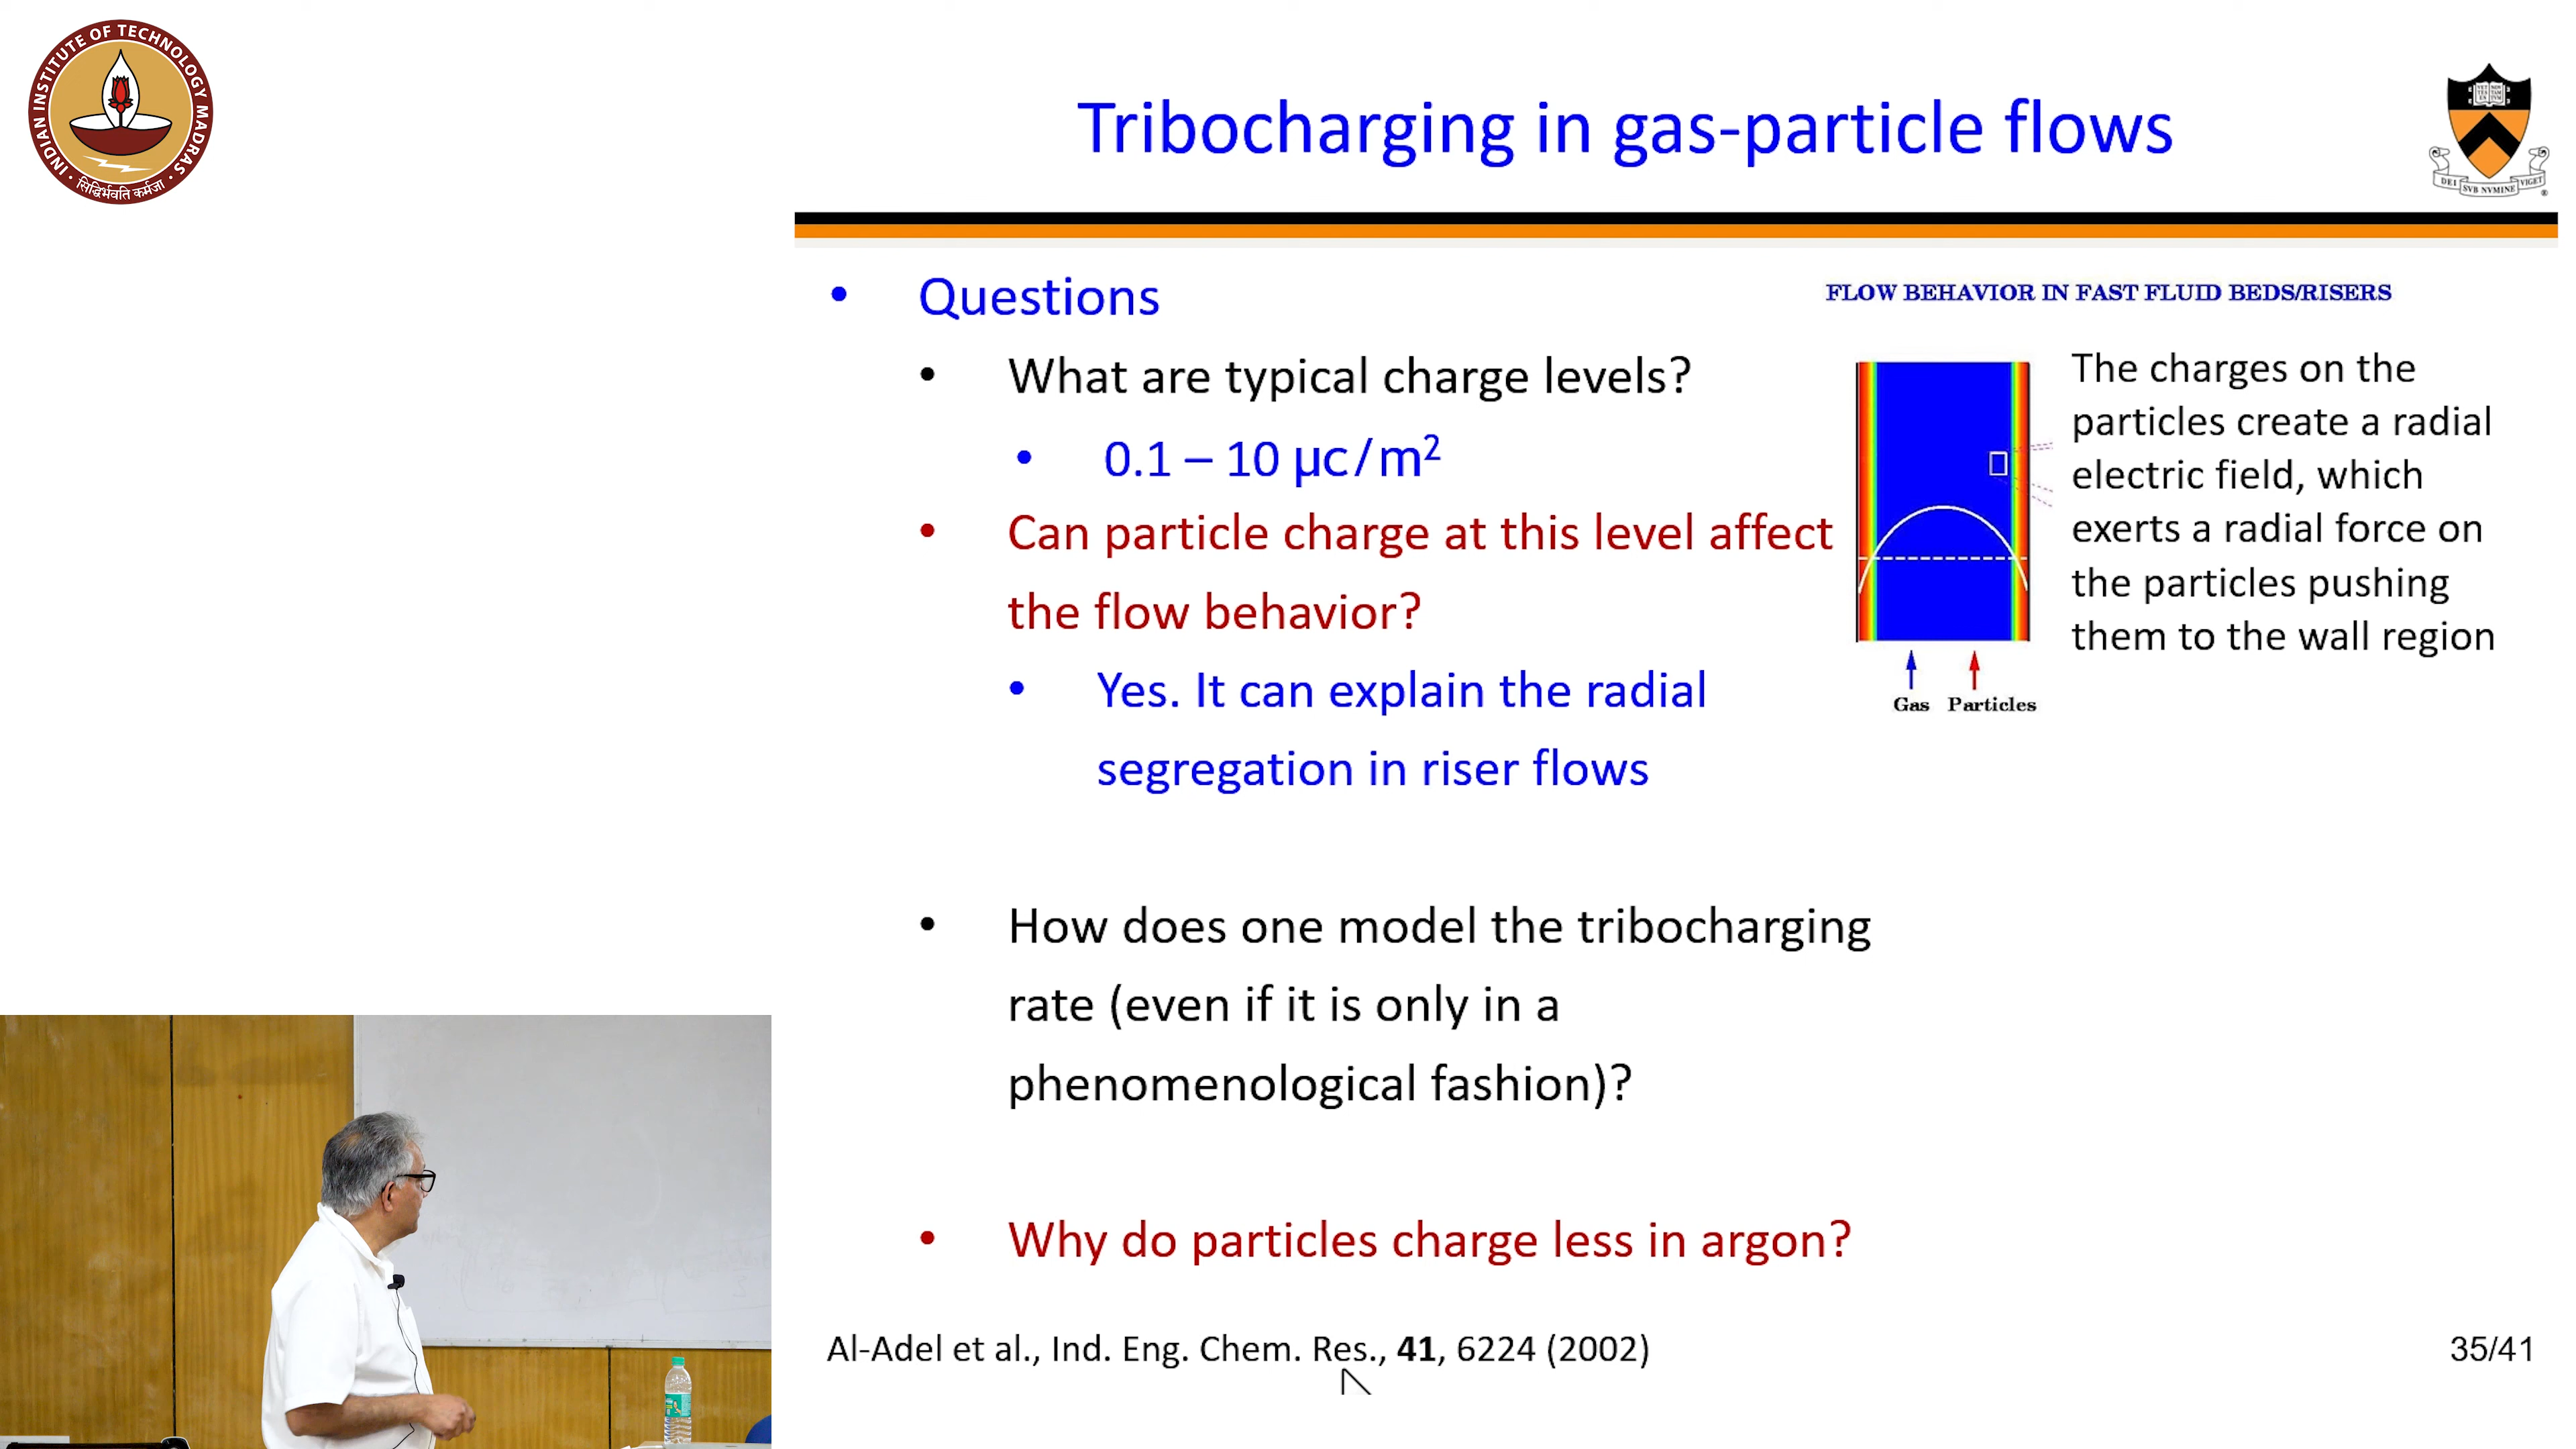 INDIAN INSTITUTE OF TECHNOLOGY MADRAS
सिद्धिर्भवति कर्मजा
Tribocharging in gas-particle flows
DEI SVB NVMINE VIGET
• Questions
• What are typical charge levels?
• 0.1 – 10 µc/m²
• Can particle charge at this level affect
the flow behavior?
• Yes. It can explain the radial
segregation in riser flows
• How does one model the tribocharging
rate (even if it is only in a
phenomenological fashion)?
• Why do particles charge less in argon?
FLOW BEHAVIOR IN FAST FLUID BEDS/RISERS
The charges on the
particles create a radial
electric field, which
exerts a radial force on
the particles pushing
them to the wall region
Gas Particles
Al-Adel et al., Ind. Eng. Chem. Res., 41, 6224 (2002)
35/41